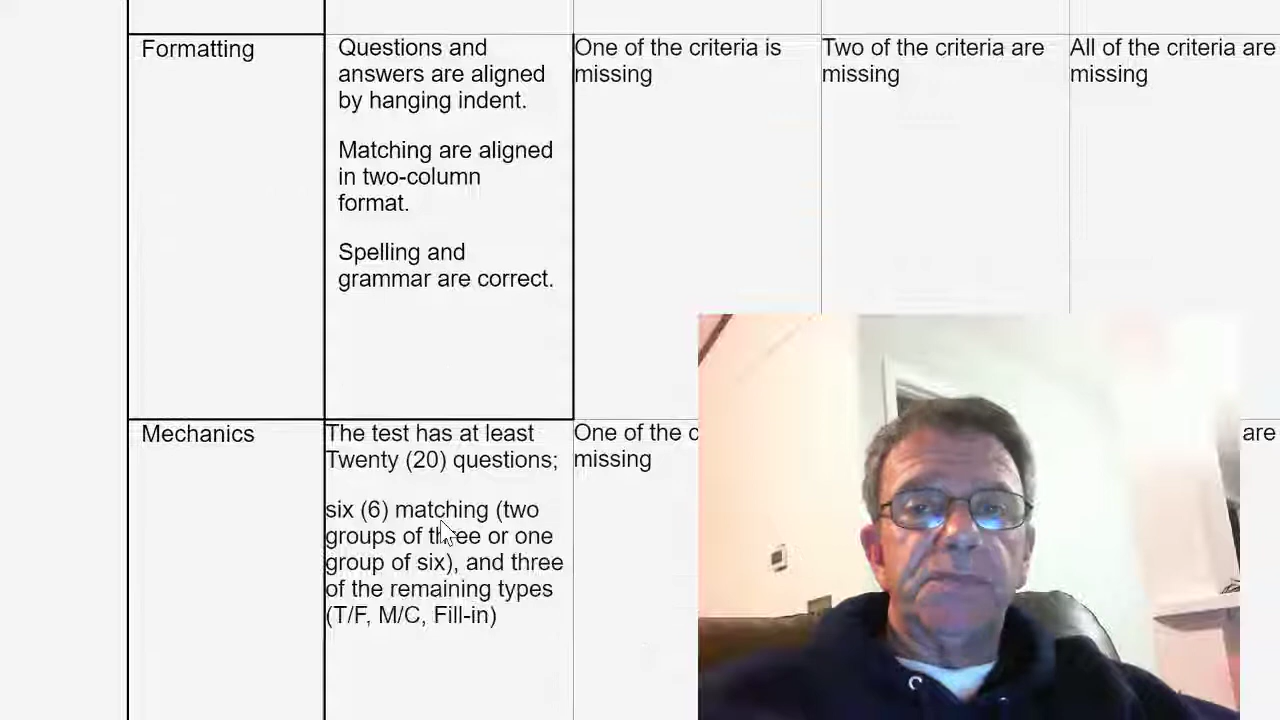 Formatting
Questions and
answers are aligned
by hanging indent.
Matching are aligned
in two-column
format.
Spelling and
grammar are correct.
One of the criteria is
missing
Two of the criteria are
missing
All of the criteria are
missing
Mechanics
The test has at least
Twenty (20) questions;
six (6) matching (two
groups of three or one
group of six), and three
of the remaining types
(T/F, M/C, Fill-in)
One of the c
missing
are